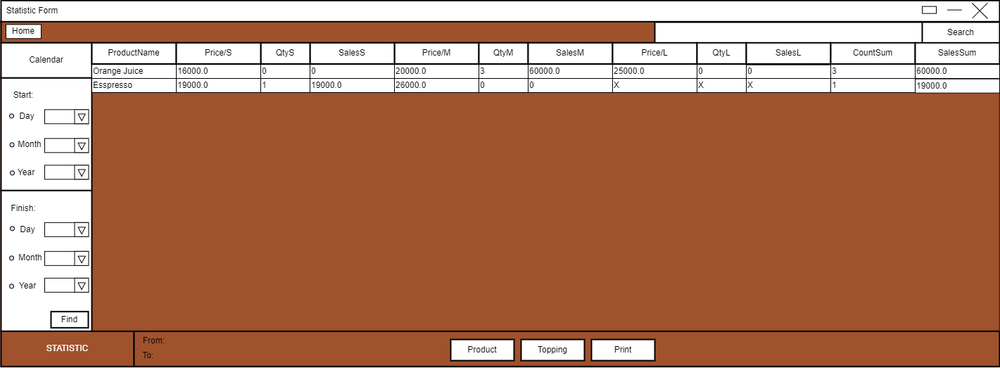 Statistic Form
Home
Search
Calendar
ProductName Price/S QtyS SalesS Price/M QtyM SalesM Price/L QtyL SalesL CountSum SalesSum
Orange Juice 16000.0 0 0 20000.0 3 60000.0 25000.0 0 0 3 60000.0
Esspresso 19000.0 1 19000.0 26000.0 0 0 X X X 1 19000.0
Start:
Day
Month
Year
Finish:
Day
Month
Year
Find
STATISTIC
From:
To:
Product Topping Print